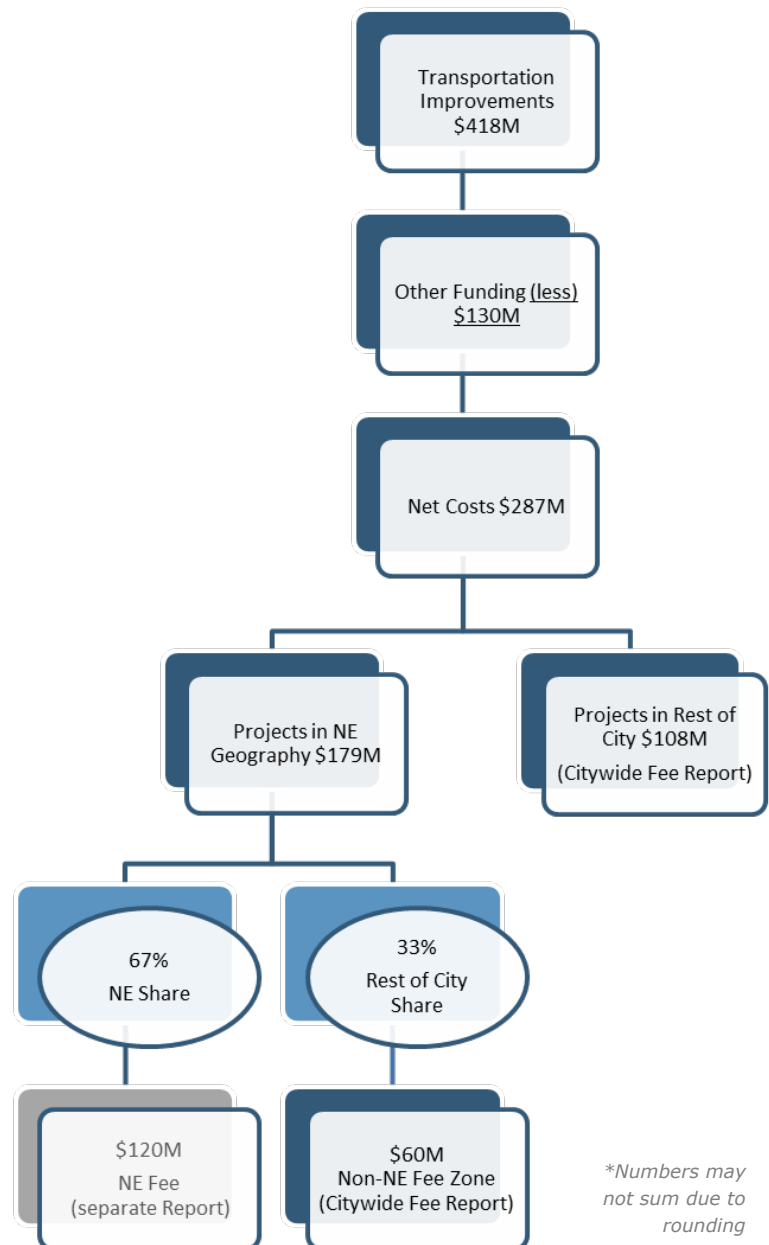 Transportation
Improvements
$418M
Other Funding (less)
$130M
Net Costs $287M
Projects in NE
Geography $179M
Projects in Rest of
City $108M
(Citywide Fee Report)
67%
NE Share
33%
Rest of City
Share
$120M
NE Fee
(separate Report)
$60M
Non-NE Fee Zone
(Citywide Fee Report)
*Numbers may
not sum due to
rounding